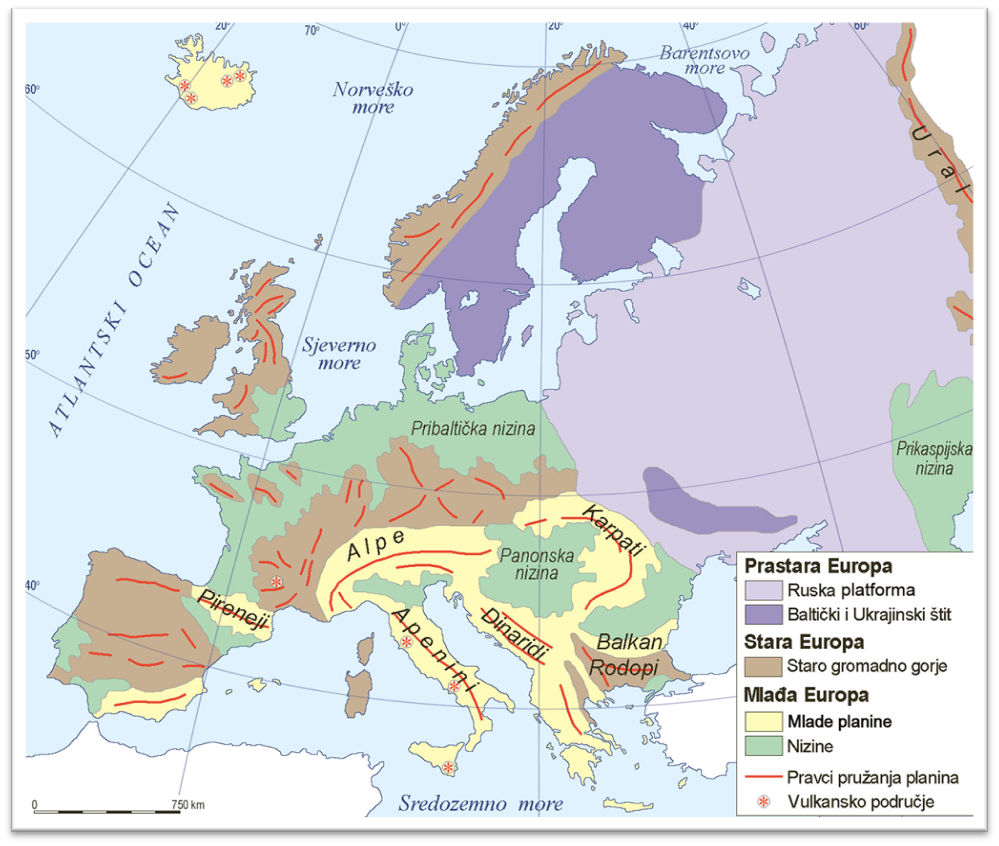 20°
70°
0°
20°
40°
60°
Barentsovo
more
Norveško
more
60°
Ural
ATLANTSKI OCEAN
Sjeverno
more
50°
Pribaltička nizina
Prikaspijska
nizina
Karpati
Alpe
Panonska
nizina
40°
Pireneji
Apenini
Dinaridi
Balkan
Rodopi
Sredozemno more
0
750 km
Prastara Europa
Ruska platforma
Baltički i Ukrajinski štit
Stara Europa
Staro gromadno gorje
Mlađa Europa
Mlade planine
Nizine
Pravci pružanja planina
Vulkansko područje